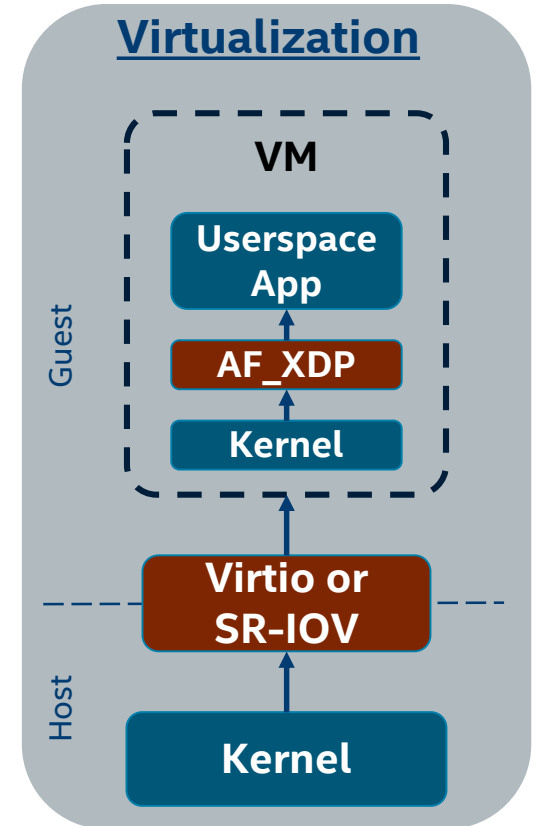 Virtualization
VM
Userspace
App
AF_XDP
Kernel
Guest
Virtio or
SR-IOV
Host
Kernel